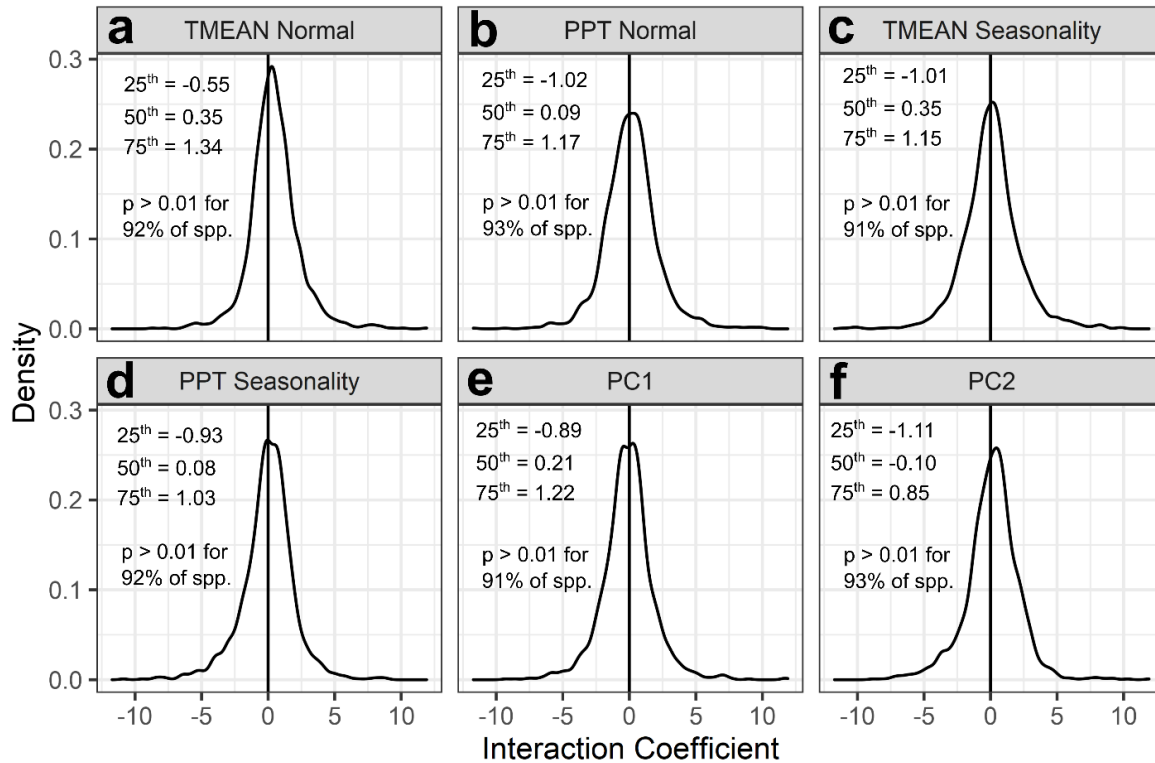 a TMEAN Normal
25th = -0.55
50th = 0.35
75th = 1.34
p > 0.01 for
92% of spp.
b PPT Normal
25th = -1.02
50th = 0.09
75th = 1.17
p > 0.01 for
93% of spp.
c TMEAN Seasonality
25th = -1.01
50th = 0.35
75th = 1.15
p > 0.01 for
91% of spp.
0.3
0.2
0.1
0.0
d PPT Seasonality
25th = -0.93
50th = 0.08
75th = 1.03
p > 0.01 for
92% of spp.
e PC1
25th = -0.89
50th = 0.21
75th = 1.22
p > 0.01 for
91% of spp.
f PC2
25th = -1.11
50th = -0.10
75th = 0.85
p > 0.01 for
93% of spp.
0.3
0.2
0.1
0.0
Density
-10 -5 0 5 10
-10 -5 0 5 10
-10 -5 0 5 10
Interaction Coefficient